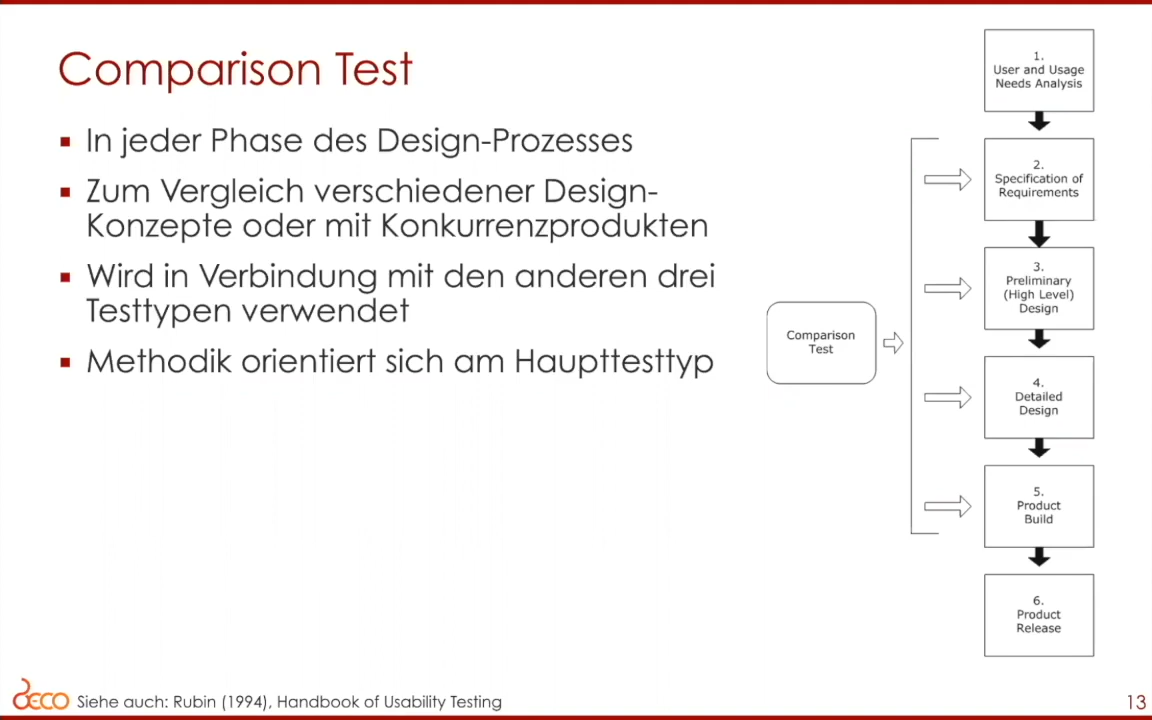 Comparison Test
In jeder Phase des Design-Prozesses
Zum Vergleich verschiedener Design-
Konzepte oder mit Konkurrenzprodukten
Wird in Verbindung mit den anderen drei
Testtypen verwendet
Methodik orientiert sich am Haupttesttyp
Comparison
Test
1.
User and Usage
Needs Analysis
2.
Specification of
Requirements
3.
Preliminary
(High Level)
Design
4.
Detailed
Design
5.
Product
Build
6.
Product
Release
DECO Siehe auch: Rubin (1994), Handbook of Usability Testing
13